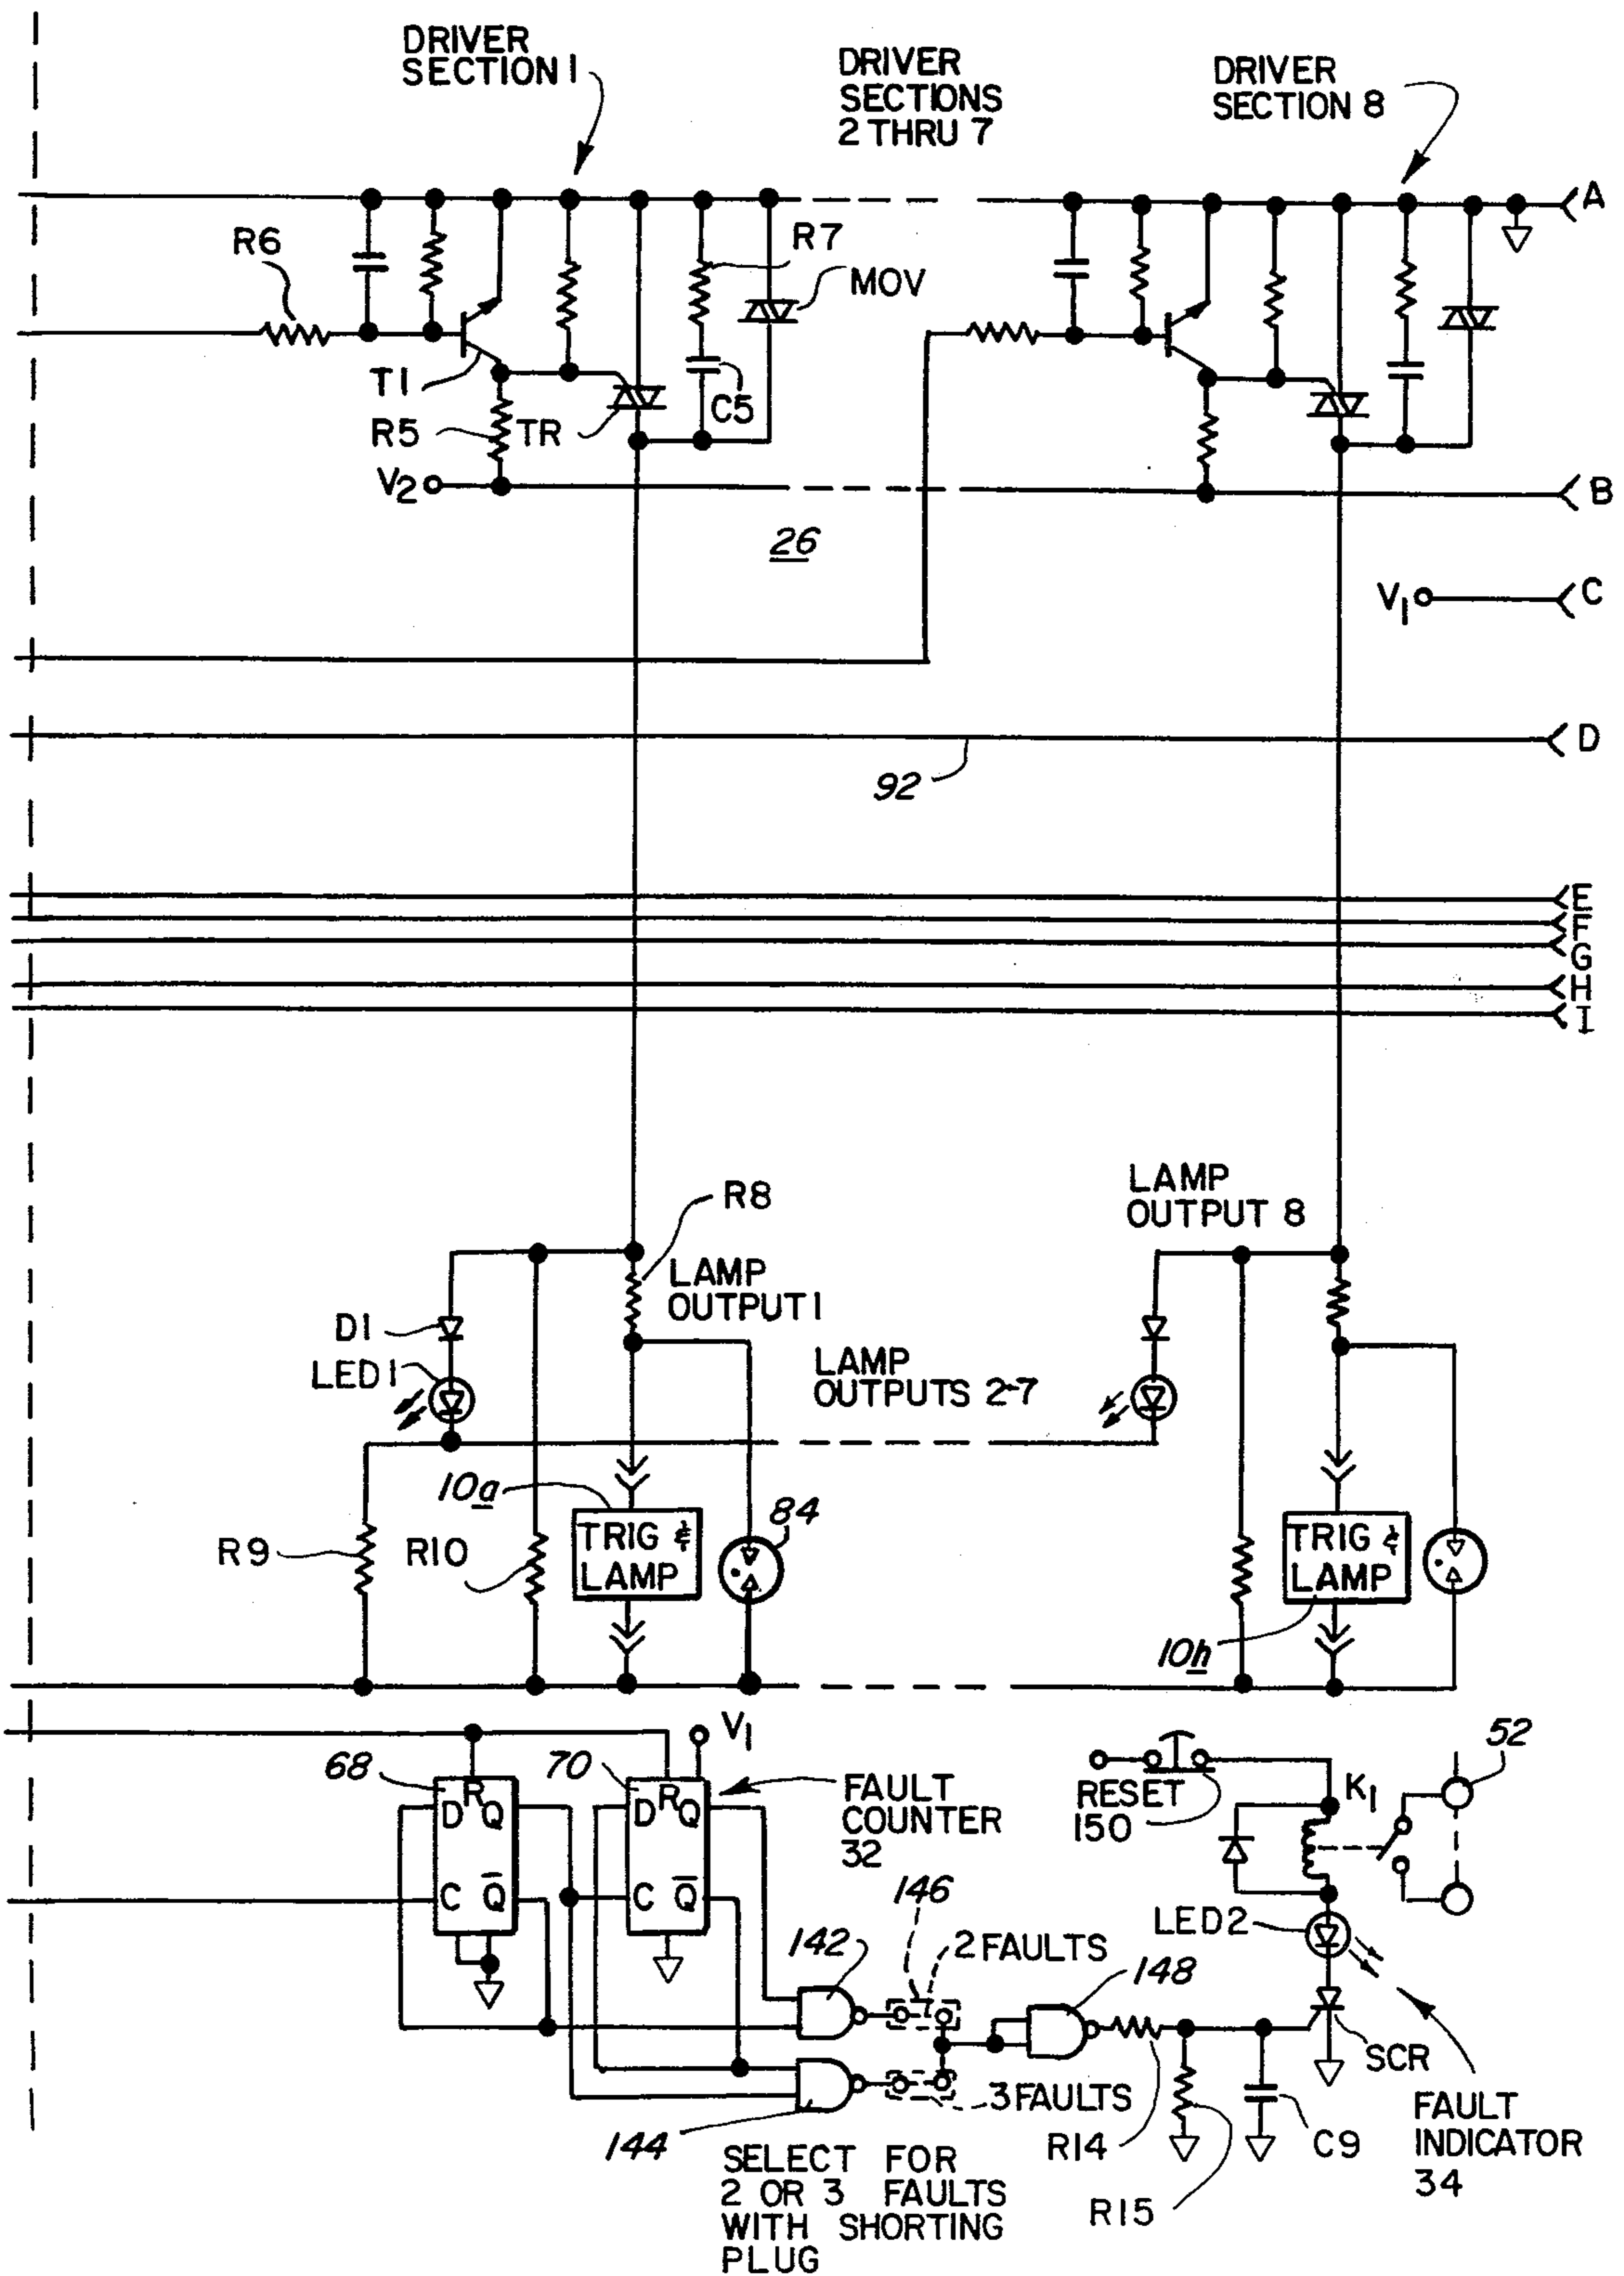 DRIVER
SECTION 1
DRIVER
SECTIONS
2 THRU 7
DRIVER
SECTION 8
A
R6
R7
MOV
T1
R5
TR
C5
V2
B
26
V1
C
D
92
E
F
G
H
I
R8
LAMP
OUTPUT 1
LAMP
OUTPUT 8
D1
LED1
LAMP
OUTPUTS 2-7
10a
84
R9
R10
TRIG &
LAMP
TRIG &
LAMP
10h
V1
68
70
R
D Q
C Q̅
R
D Q
C Q̅
FAULT
COUNTER
32
RESET
150
K1
52
146
142
2 FAULTS
148
LED2
144
3 FAULTS
SCR
R14
R15
C9
FAULT
INDICATOR
34
SELECT FOR
2 OR 3 FAULTS
WITH SHORTING
PLUG